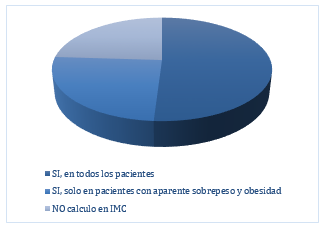 SI, en todos los pacientes
SI, solo en pacientes con aparente sobrepeso y obesidad
NO calculo en IMC